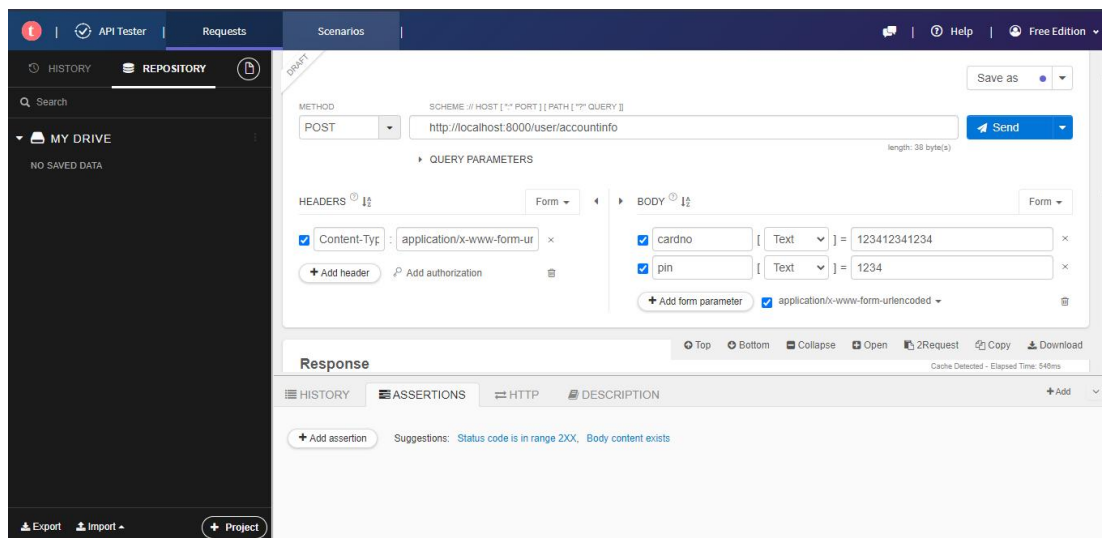 t | API Tester | Requests Scenarios | Help | Free Edition
HISTORY REPOSITORY
Search
MY DRIVE
NO SAVED DATA
Export Import + Project
DRAFT
Save as
METHOD SCHEME :// HOST [ ":" PORT ] [ PATH [ "?" QUERY ]]
POST http://localhost:8000/user/accountinfo Send
length: 38 byte(s)
QUERY PARAMETERS
HEADERS Form BODY Form
Content-Typ : application/x-www-form-ur × cardno [ Text ] = 123412341234 ×
+ Add header Add authorization pin [ Text ] = 1234 ×
+ Add form parameter application/x-www-form-urlencoded
Top Bottom Collapse Open 2Request Copy Download
Response Cache Detected - Elapsed Time: 548ms
HISTORY ASSERTIONS HTTP DESCRIPTION + Add
+ Add assertion Suggestions: Status code is in range 2XX, Body content exists